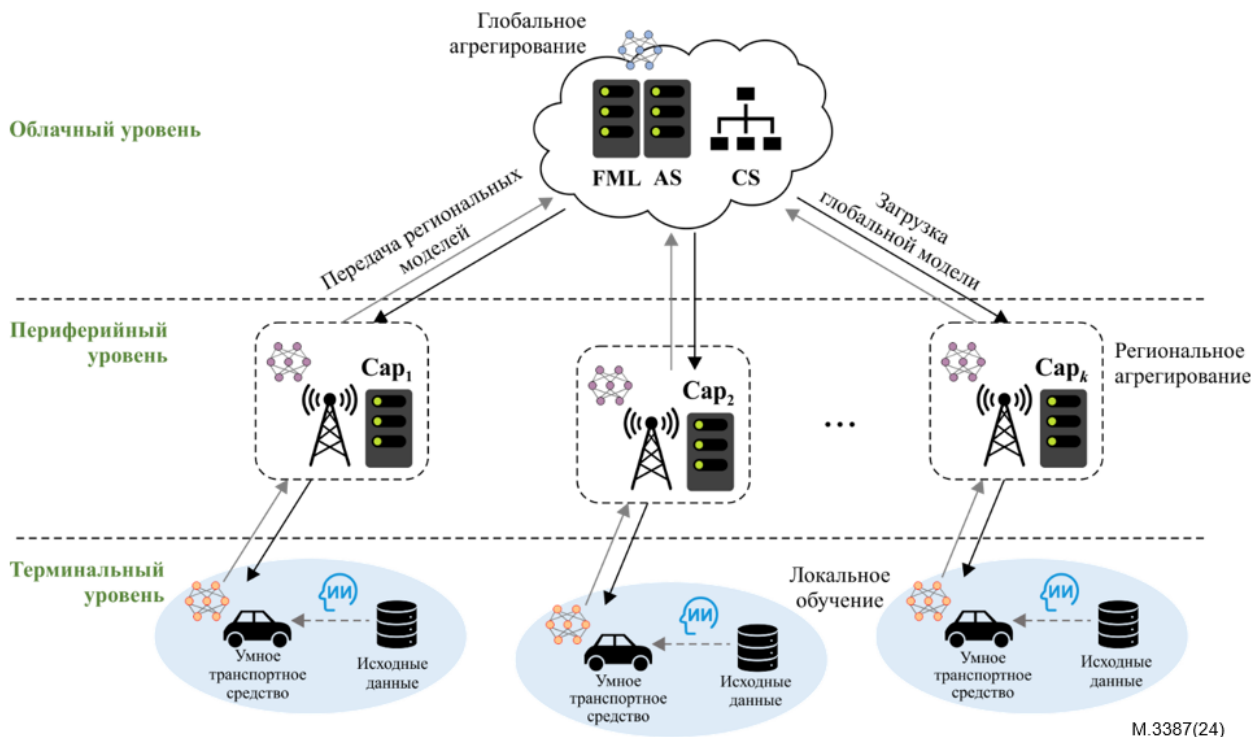 Глобальное
агрегирование
Облачный уровень
FML AS CS
Передача региональных
моделей
Загрузка
глобальной модели
Периферийный
уровень
Cap1
Cap2
...
Capk
Региональное
агрегирование
Терминальный
уровень
ИИ
Умное
транспортное
средство
Исходные
данные
ИИ
Умное
транспортное
средство
Исходные
данные
Локальное
обучение
ИИ
Умное
транспортное
средство
Исходные
данные
M.3387(24)